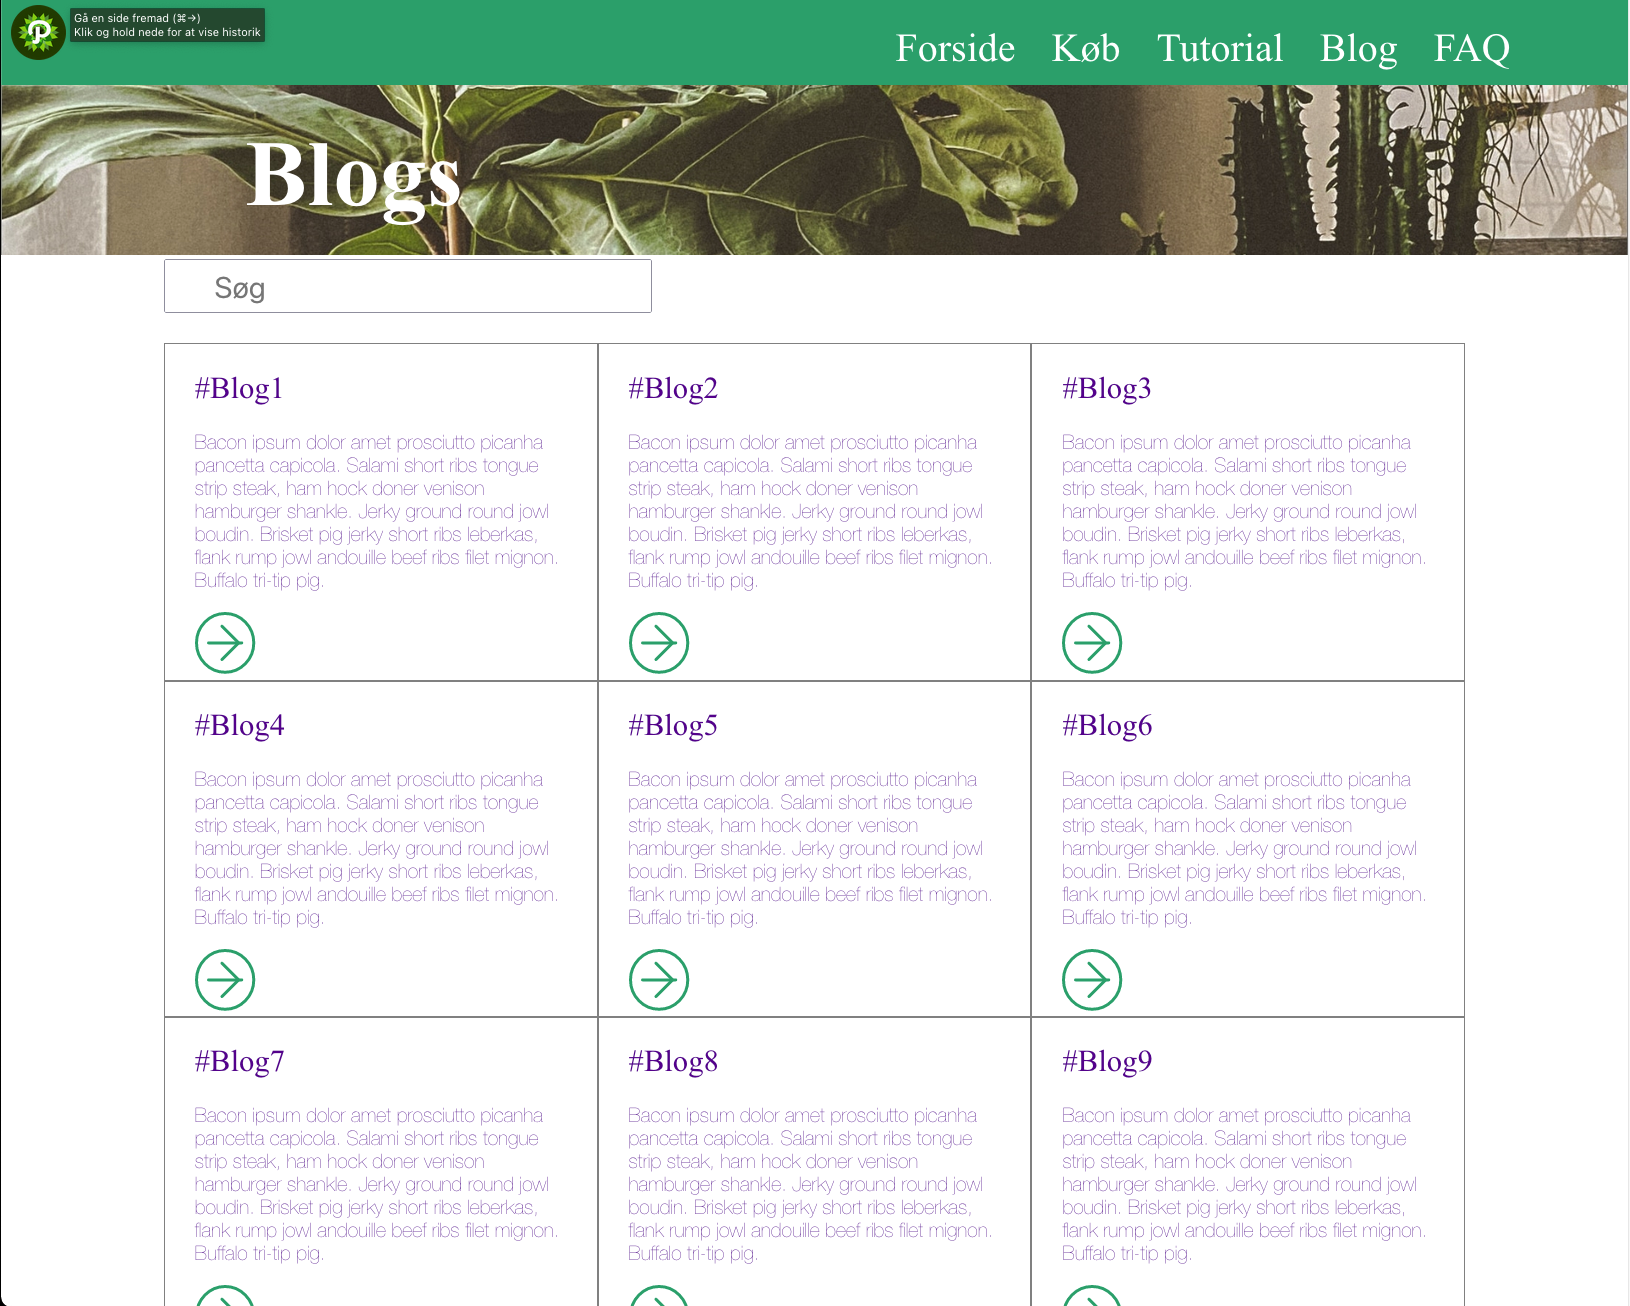 Gå en side fremad (⌘→)
Klik og hold nede for at vise historik
Forside Køb Tutorial Blog FAQ
Blogs
Søg
#Blog1
Bacon ipsum dolor amet prosciutto picanha
pancetta capicola. Salami short ribs tongue
strip steak, ham hock doner venison
hamburger shankle. Jerky ground round jowl
boudin. Brisket pig jerky short ribs leberkas,
flank rump jowl andouille beef ribs filet mignon.
Buffalo tri-tip pig.
#Blog2
Bacon ipsum dolor amet prosciutto picanha
pancetta capicola. Salami short ribs tongue
strip steak, ham hock doner venison
hamburger shankle. Jerky ground round jowl
boudin. Brisket pig jerky short ribs leberkas,
flank rump jowl andouille beef ribs filet mignon.
Buffalo tri-tip pig.
#Blog3
Bacon ipsum dolor amet prosciutto picanha
pancetta capicola. Salami short ribs tongue
strip steak, ham hock doner venison
hamburger shankle. Jerky ground round jowl
boudin. Brisket pig jerky short ribs leberkas,
flank rump jowl andouille beef ribs filet mignon.
Buffalo tri-tip pig.
#Blog4
Bacon ipsum dolor amet prosciutto picanha
pancetta capicola. Salami short ribs tongue
strip steak, ham hock doner venison
hamburger shankle. Jerky ground round jowl
boudin. Brisket pig jerky short ribs leberkas,
flank rump jowl andouille beef ribs filet mignon.
Buffalo tri-tip pig.
#Blog5
Bacon ipsum dolor amet prosciutto picanha
pancetta capicola. Salami short ribs tongue
strip steak, ham hock doner venison
hamburger shankle. Jerky ground round jowl
boudin. Brisket pig jerky short ribs leberkas,
flank rump jowl andouille beef ribs filet mignon.
Buffalo tri-tip pig.
#Blog6
Bacon ipsum dolor amet prosciutto picanha
pancetta capicola. Salami short ribs tongue
strip steak, ham hock doner venison
hamburger shankle. Jerky ground round jowl
boudin. Brisket pig jerky short ribs leberkas,
flank rump jowl andouille beef ribs filet mignon.
Buffalo tri-tip pig.
#Blog7
Bacon ipsum dolor amet prosciutto picanha
pancetta capicola. Salami short ribs tongue
strip steak, ham hock doner venison
hamburger shankle. Jerky ground round jowl
boudin. Brisket pig jerky short ribs leberkas,
flank rump jowl andouille beef ribs filet mignon.
Buffalo tri-tip pig.
#Blog8
Bacon ipsum dolor amet prosciutto picanha
pancetta capicola. Salami short ribs tongue
strip steak, ham hock doner venison
hamburger shankle. Jerky ground round jowl
boudin. Brisket pig jerky short ribs leberkas,
flank rump jowl andouille beef ribs filet mignon.
Buffalo tri-tip pig.
#Blog9
Bacon ipsum dolor amet prosciutto picanha
pancetta capicola. Salami short ribs tongue
strip steak, ham hock doner venison
hamburger shankle. Jerky ground round jowl
boudin. Brisket pig jerky short ribs leberkas,
flank rump jowl andouille beef ribs filet mignon.
Buffalo tri-tip pig.